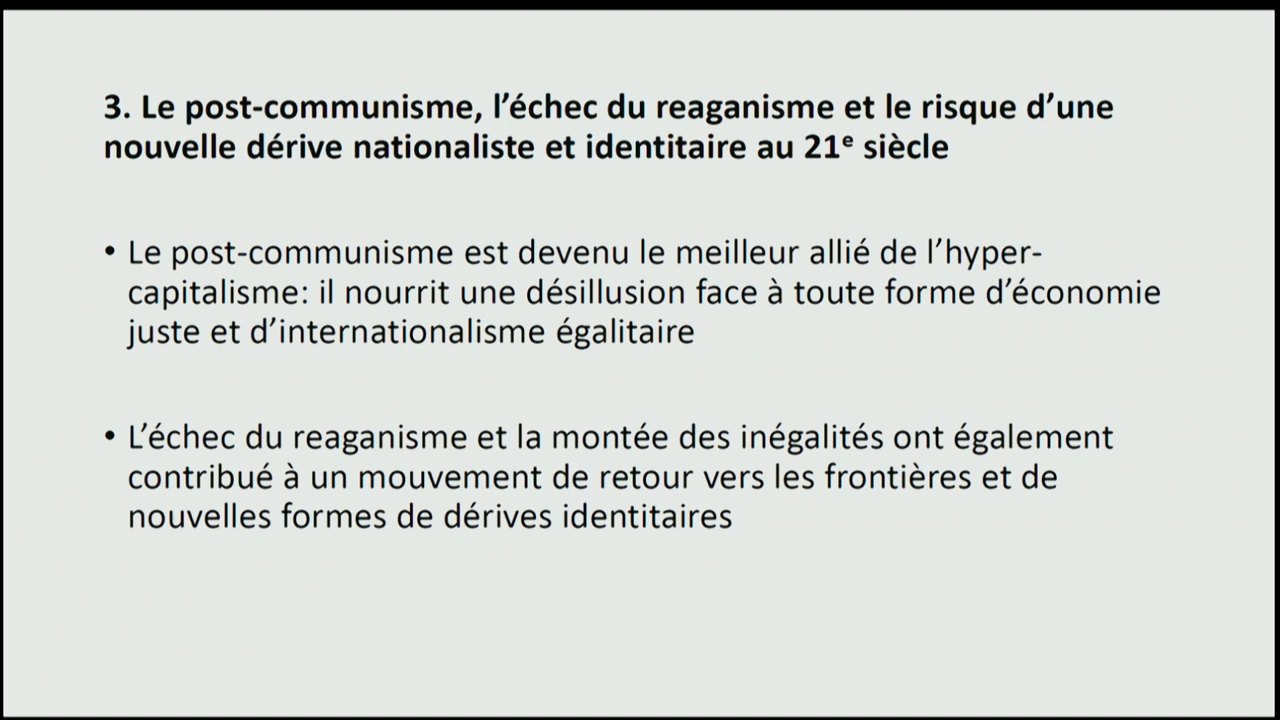 3. Le post-communisme, l’échec du reaganisme et le risque d’une
nouvelle dérive nationaliste et identitaire au 21ᵉ siècle
• Le post-communisme est devenu le meilleur allié de l’hyper-
capitalisme: il nourrit une désillusion face à toute forme d’économie
juste et d’internationalisme égalitaire
• L’échec du reaganisme et la montée des inégalités ont également
contribué à un mouvement de retour vers les frontières et de
nouvelles formes de dérives identitaires